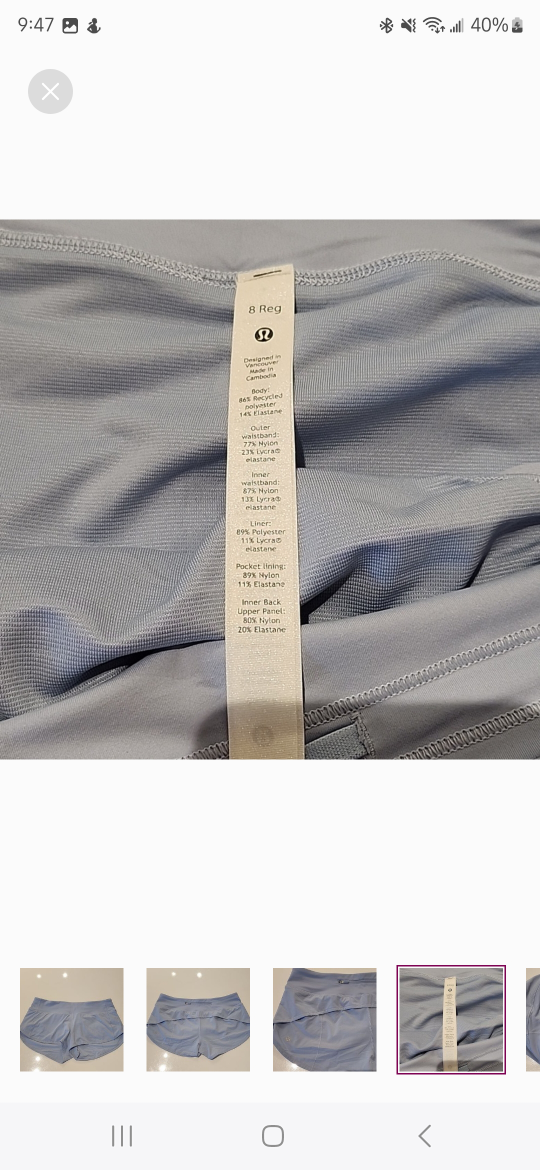 9:47
40%
8 Reg
Designed in
Vancouver
Made in
Cambodia
Body:
86% Recycled
polyester
14% Elastane
Outer
waistband:
77% Nylon
23% Lycra®
elastane
Inner
waistband:
87% Nylon
13% Lycra®
elastane
Liner:
89% Polyester
11% Lycra®
elastane
Pocket lining:
89% Nylon
11% Elastane
Inner Back
Upper Panel:
80% Nylon
20% Elastane